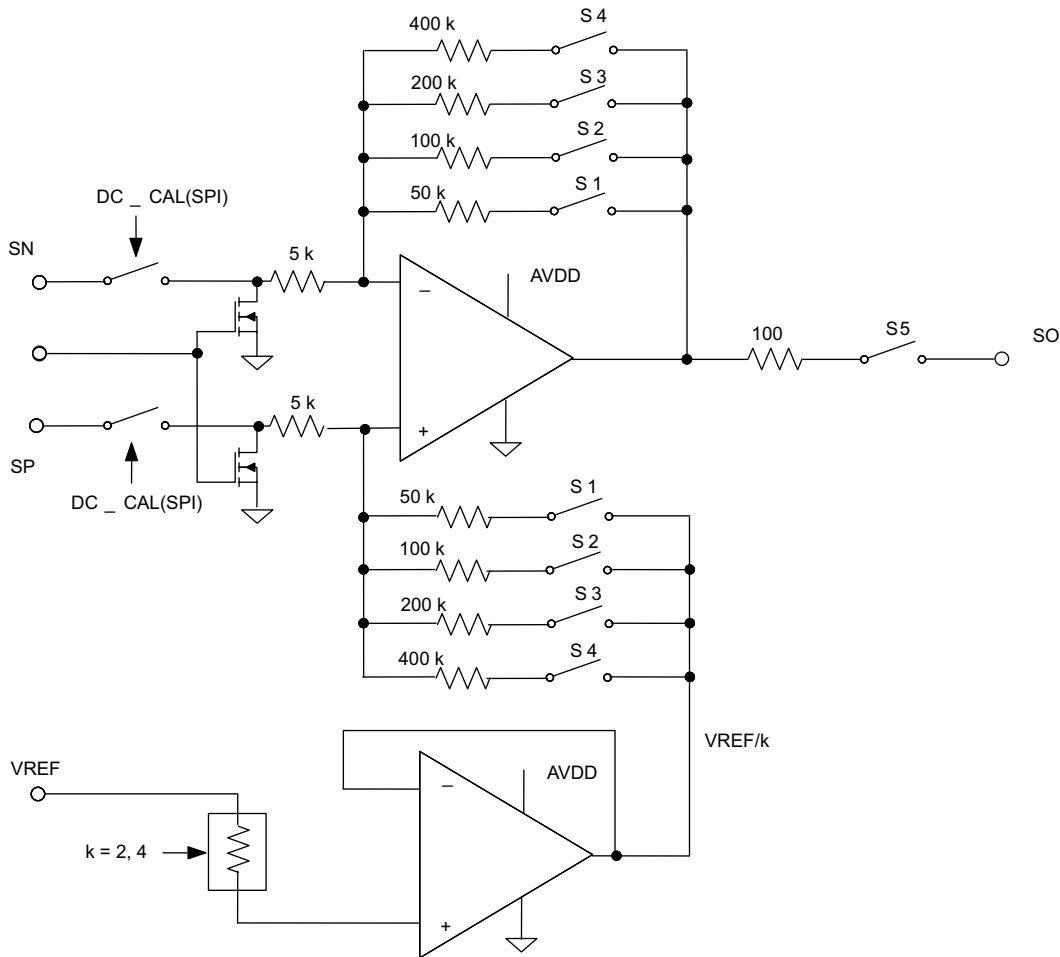 400 k
S 4
200 k
S 3
100 k
S 2
50 k
S 1
DC _ CAL(SPI)
SN
5 k
−
AVDD
100
S5
SO
5 k
+
SP
DC _ CAL(SPI)
50 k
S 1
100 k
S 2
200 k
S 3
400 k
S 4
VREF/k
VREF
−
AVDD
k = 2, 4
+